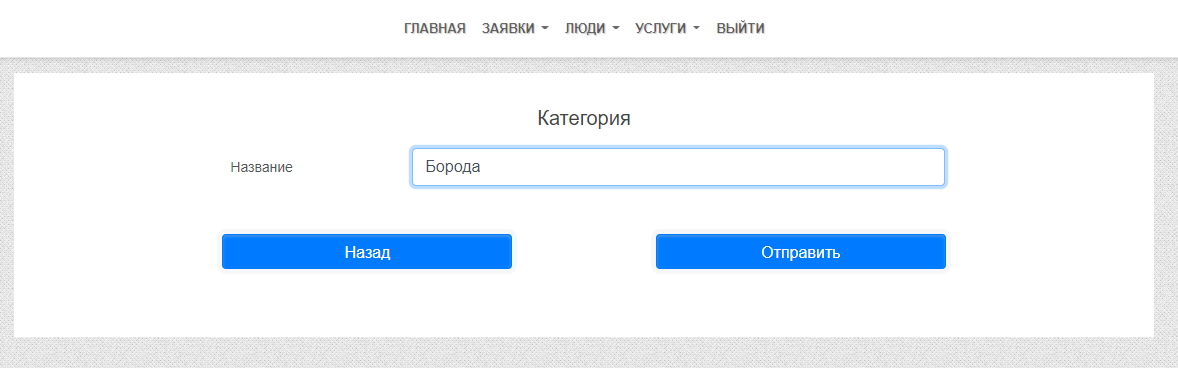 ГЛАВНАЯ ЗАЯВКИ ЛЮДИ УСЛУГИ ВЫЙТИ
Категория
Название Борода
Назад Отправить